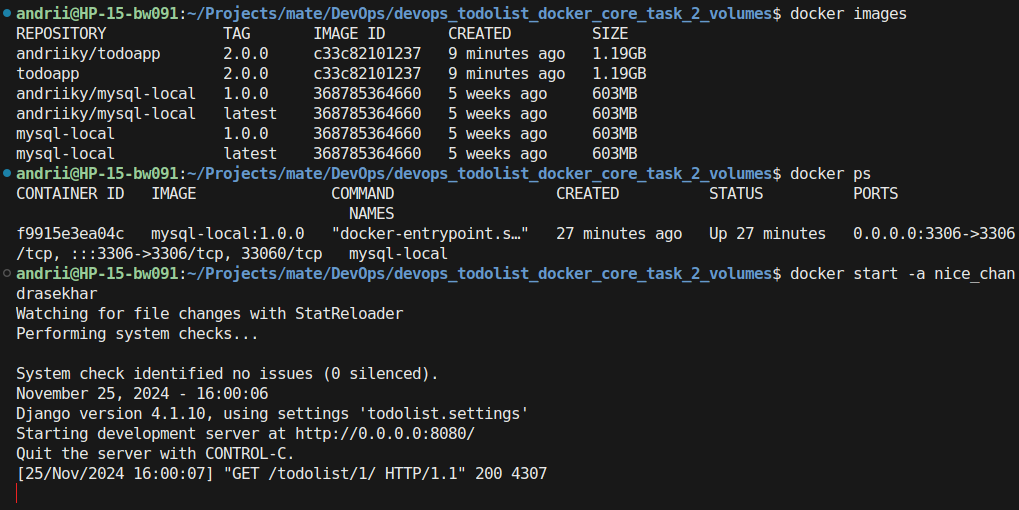 andrii@HP-15-bw091:~/Projects/mate/DevOps/devops_todolist_docker_core_task_2_volumes$ docker images
REPOSITORY             TAG       IMAGE ID       CREATED         SIZE
andriiky/todoapp       2.0.0     c33c82101237   9 minutes ago   1.19GB
todoapp                2.0.0     c33c82101237   9 minutes ago   1.19GB
andriiky/mysql-local   1.0.0     368785364660   5 weeks ago     603MB
andriiky/mysql-local   latest    368785364660   5 weeks ago     603MB
mysql-local            1.0.0     368785364660   5 weeks ago     603MB
mysql-local            latest    368785364660   5 weeks ago     603MB
andrii@HP-15-bw091:~/Projects/mate/DevOps/devops_todolist_docker_core_task_2_volumes$ docker ps
CONTAINER ID   IMAGE               COMMAND                  CREATED          STATUS          PORTS
                                     NAMES
f9915e3ea04c   mysql-local:1.0.0   "docker-entrypoint.s…"   27 minutes ago   Up 27 minutes   0.0.0.0:3306->3306
/tcp, :::3306->3306/tcp, 33060/tcp   mysql-local
andrii@HP-15-bw091:~/Projects/mate/DevOps/devops_todolist_docker_core_task_2_volumes$ docker start -a nice_chan
drasekhar
Watching for file changes with StatReloader
Performing system checks...

System check identified no issues (0 silenced).
November 25, 2024 - 16:00:06
Django version 4.1.10, using settings 'todolist.settings'
Starting development server at http://0.0.0.0:8080/
Quit the server with CONTROL-C.
[25/Nov/2024 16:00:07] "GET /todolist/1/ HTTP/1.1" 200 4307